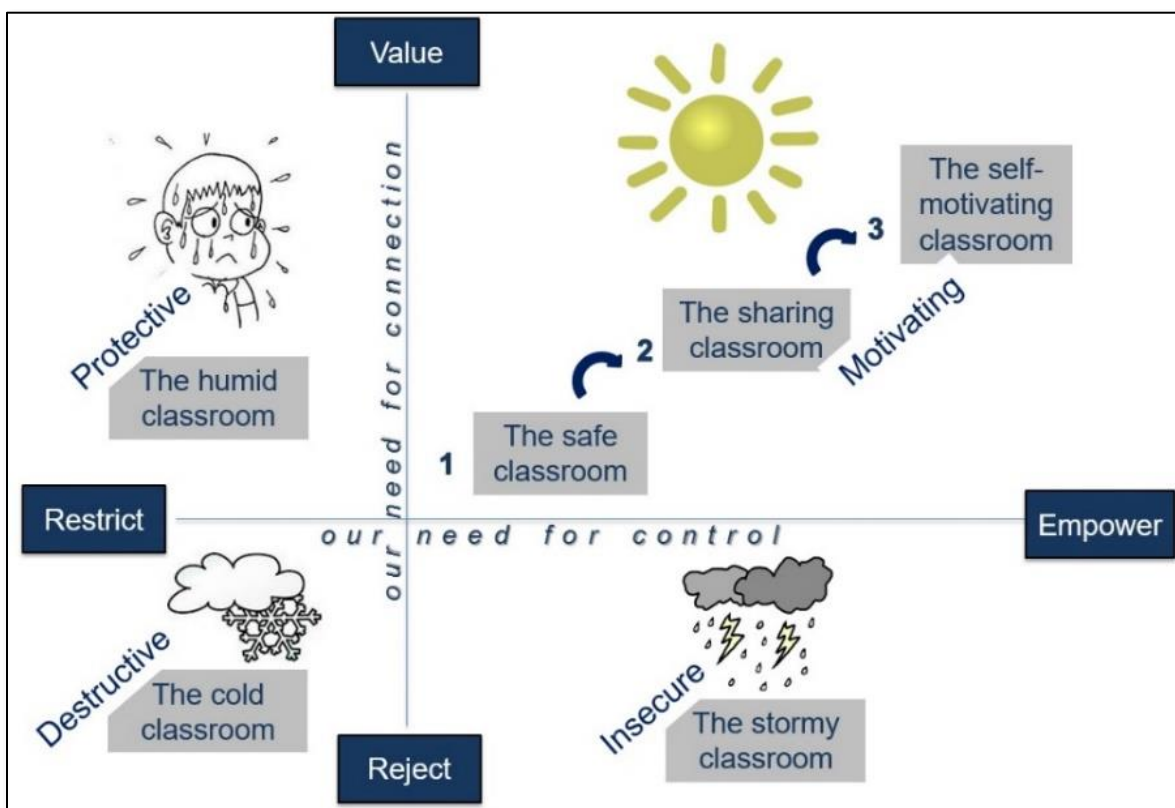 Value
our need for connection
Protective
The humid
classroom
1
The safe
classroom
2
The sharing
classroom
3
The self-
motivating
classroom
Motivating
Restrict
our need for control
Empower
Destructive
The cold
classroom
Insecure
The stormy
classroom
Reject